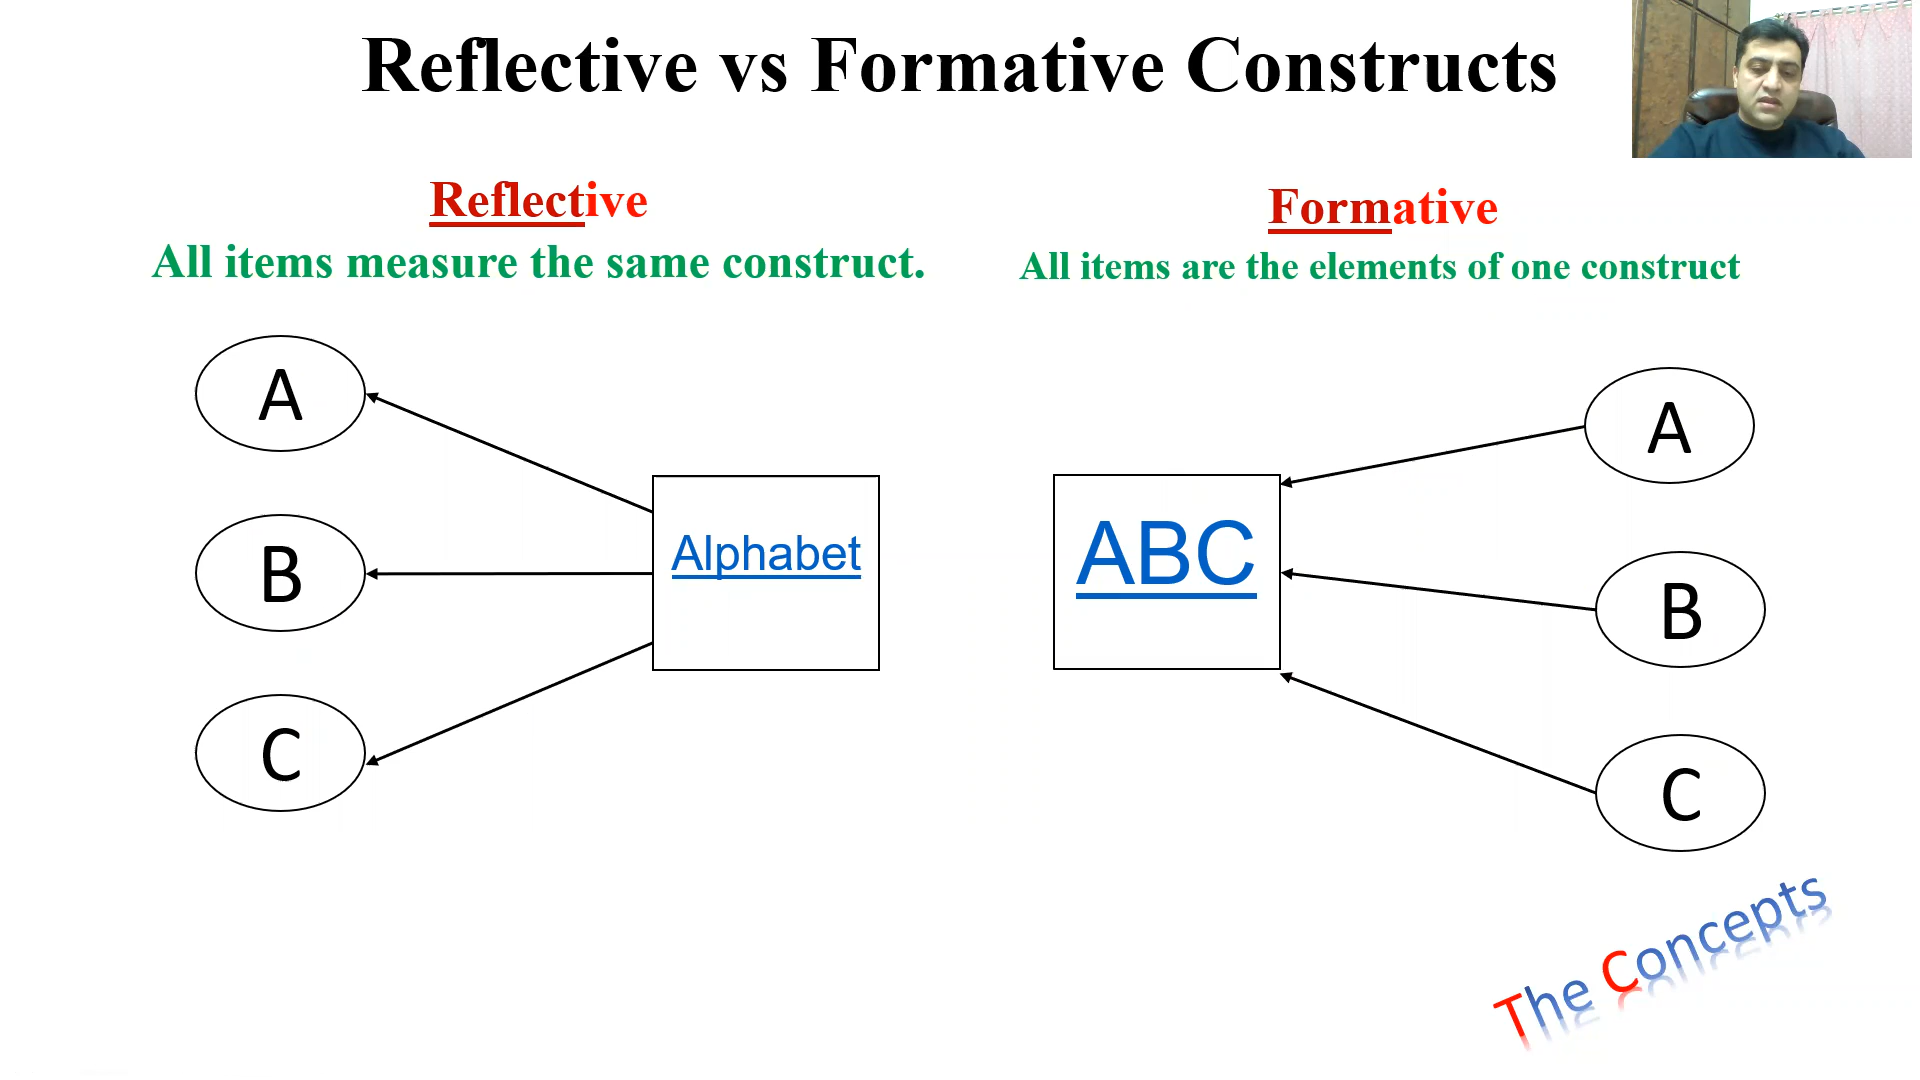 Reflective vs Formative Constructs
Reflective
All items measure the same construct.
A
B
C
Alphabet
Formative
All items are the elements of one construct
ABC
A
B
C
The Concepts